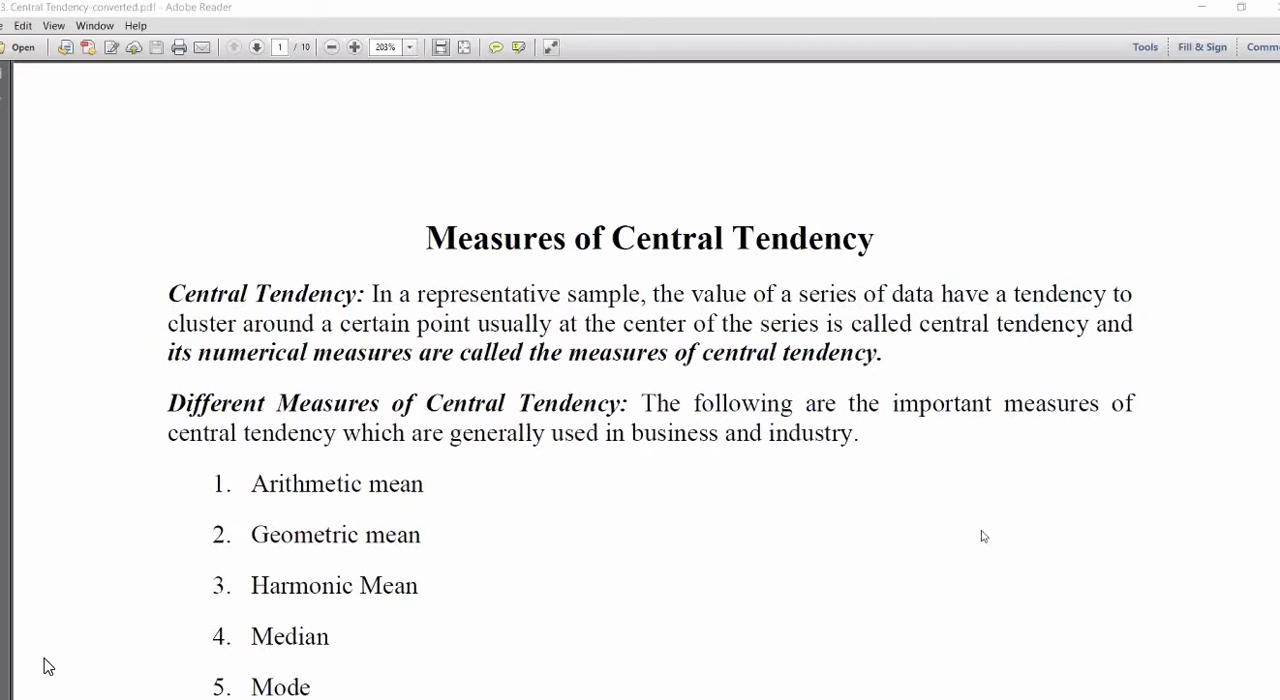 3. Central Tendency-converted.pdf - Adobe Reader
Edit View Window Help
Open 1 / 10 203% Tools Fill & Sign
Measures of Central Tendency
Central Tendency: In a representative sample, the value of a series of data have a tendency to
cluster around a certain point usually at the center of the series is called central tendency and
its numerical measures are called the measures of central tendency.
Different Measures of Central Tendency: The following are the important measures of
central tendency which are generally used in business and industry.
1. Arithmetic mean
2. Geometric mean
3. Harmonic Mean
4. Median
5. Mode